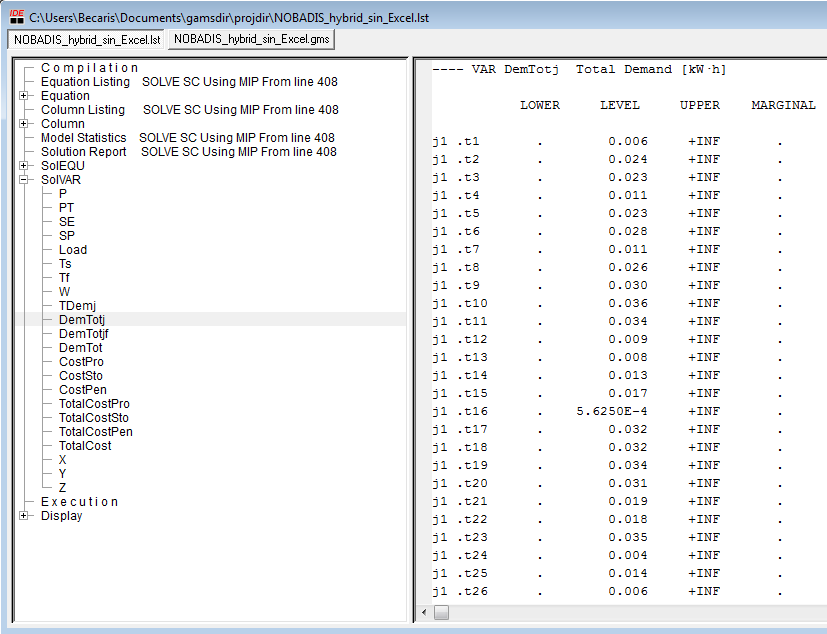 IDE C:\Users\Becaris\Documents\gamsdir\projdir\NOBADIS_hybrid_sin_Excel.lst
NOBADIS_hybrid_sin_Excel.lst NOBADIS_hybrid_sin_Excel.gms
C o m p i l a t i o n
Equation Listing SOLVE SC Using MIP From line 408
Equation
Column Listing SOLVE SC Using MIP From line 408
Column
Model Statistics SOLVE SC Using MIP From line 408
Solution Report SOLVE SC Using MIP From line 408
SolEQU
SolVAR
P
PT
SE
SP
Load
Ts
Tf
W
TDemj
DemTotj
DemTotjf
DemTot
CostPro
CostSto
CostPen
TotalCostPro
TotalCostSto
TotalCostPen
TotalCost
X
Y
Z
E x e c u t i o n
Display
---- VAR DemTotj Total Demand [kW·h]
LOWER LEVEL UPPER MARGINAL
j1 .t1 . 0.006 +INF .
j1 .t2 . 0.024 +INF .
j1 .t3 . 0.023 +INF .
j1 .t4 . 0.011 +INF .
j1 .t5 . 0.023 +INF .
j1 .t6 . 0.028 +INF .
j1 .t7 . 0.011 +INF .
j1 .t8 . 0.026 +INF .
j1 .t9 . 0.030 +INF .
j1 .t10 . 0.036 +INF .
j1 .t11 . 0.034 +INF .
j1 .t12 . 0.009 +INF .
j1 .t13 . 0.008 +INF .
j1 .t14 . 0.013 +INF .
j1 .t15 . 0.017 +INF .
j1 .t16 . 5.6250E-4 +INF .
j1 .t17 . 0.032 +INF .
j1 .t18 . 0.032 +INF .
j1 .t19 . 0.034 +INF .
j1 .t20 . 0.031 +INF .
j1 .t21 . 0.019 +INF .
j1 .t22 . 0.018 +INF .
j1 .t23 . 0.035 +INF .
j1 .t24 . 0.004 +INF .
j1 .t25 . 0.014 +INF .
j1 .t26 . 0.006 +INF .